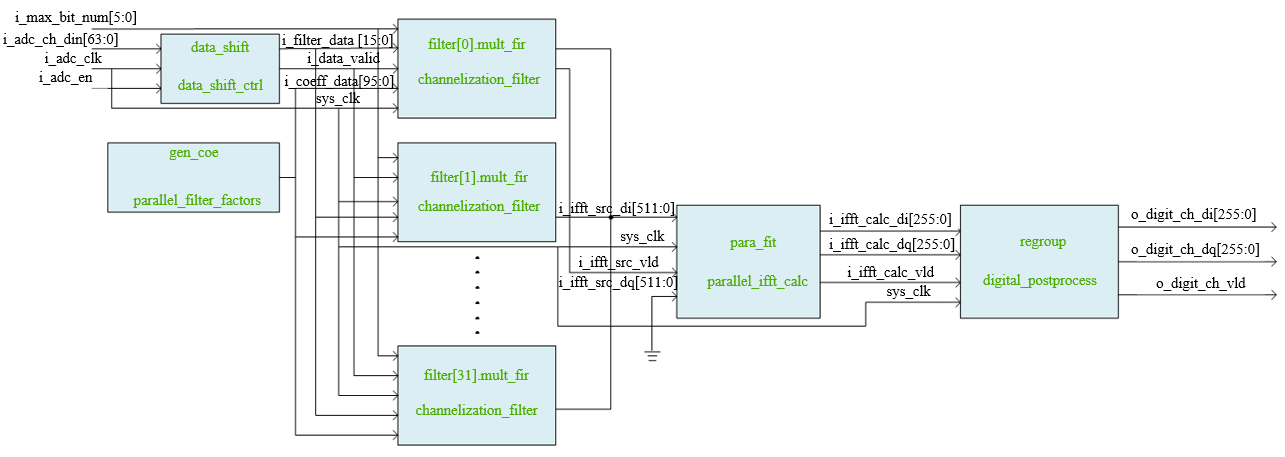 i_max_bit_num[5:0]
i_adc_ch_din[63:0]
i_adc_clk
i_adc_en
data_shift
data_shift_ctrl
i_filter_data [15:0]
i_data_valid
i_coeff_data[95:0]
sys_clk
filter[0].mult_fir
channelization_filter
gen_coe
parallel_filter_factors
filter[1].mult_fir
channelization_filter
filter[31].mult_fir
channelization_filter
i_ifft_src_di[511:0]
sys_clk
i_ifft_src_vld
i_ifft_src_dq[511:0]
para_fit
parallel_ifft_calc
i_ifft_calc_di[255:0]
i_ifft_calc_dq[255:0]
i_ifft_calc_vld
sys_clk
regroup
digital_postprocess
o_digit_ch_di[255:0]
o_digit_ch_dq[255:0]
o_digit_ch_vld